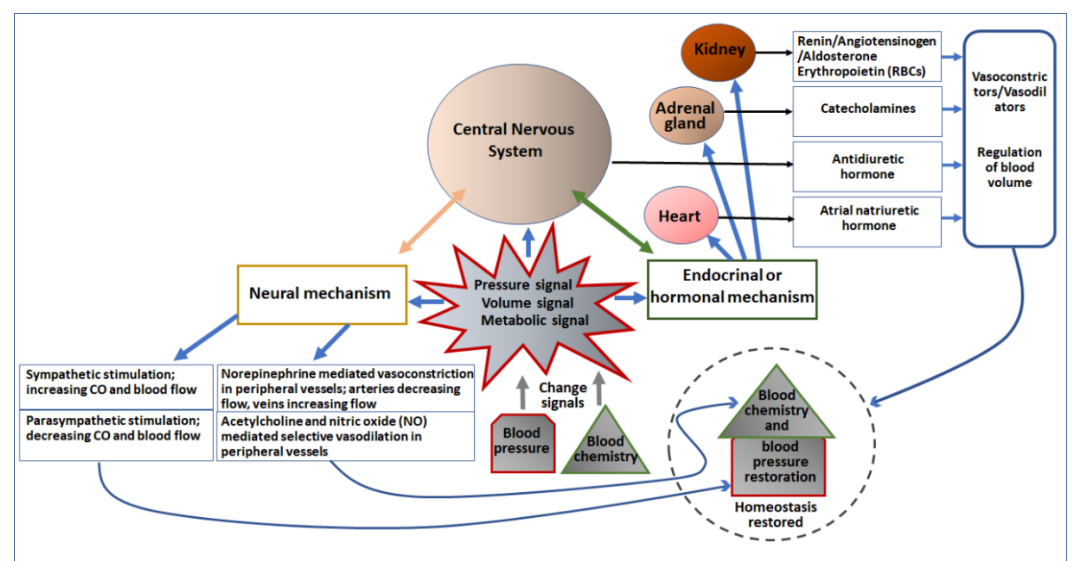 Kidney
Renin/Angiotensinogen
/Aldosterone
Erythropoietin (RBCs)
Vasoconstric
tors/Vasodil
ators
Regulation
of blood
volume
Adrenal
gland
Catecholamines
Central Nervous
System
Antidiuretic
hormone
Heart
Atrial natriuretic
hormone
Neural mechanism
Pressure signal
Volume signal
Metabolic signal
Endocrinal or
hormonal mechanism
Sympathetic stimulation;
increasing CO and blood flow
Norepinephrine mediated vasoconstriction
in peripheral vessels; arteries decreasing
flow, veins increasing flow
Parasympathetic stimulation;
decreasing CO and blood flow
Acetylcholine and nitric oxide (NO)
mediated selective vasodilation in
peripheral vessels
Change
signals
Blood
pressure
Blood
chemistry
Blood
chemistry
and
blood
pressure
restoration
Homeostasis
restored